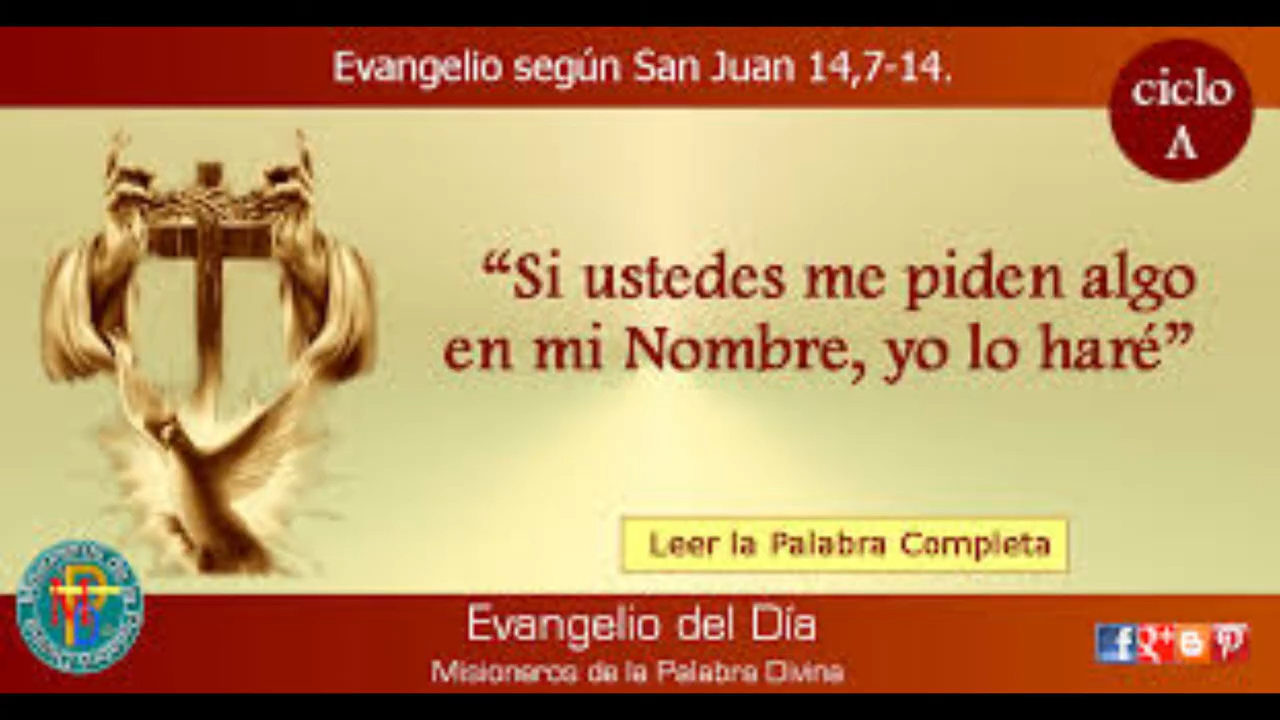 Evangelio según San Juan 14,7-14.
ciclo
A
“Si ustedes me piden algo
en mi Nombre, yo lo haré”
Leer la Palabra Completa
Evangelio del Día
Misioneros de la Palabra Divina